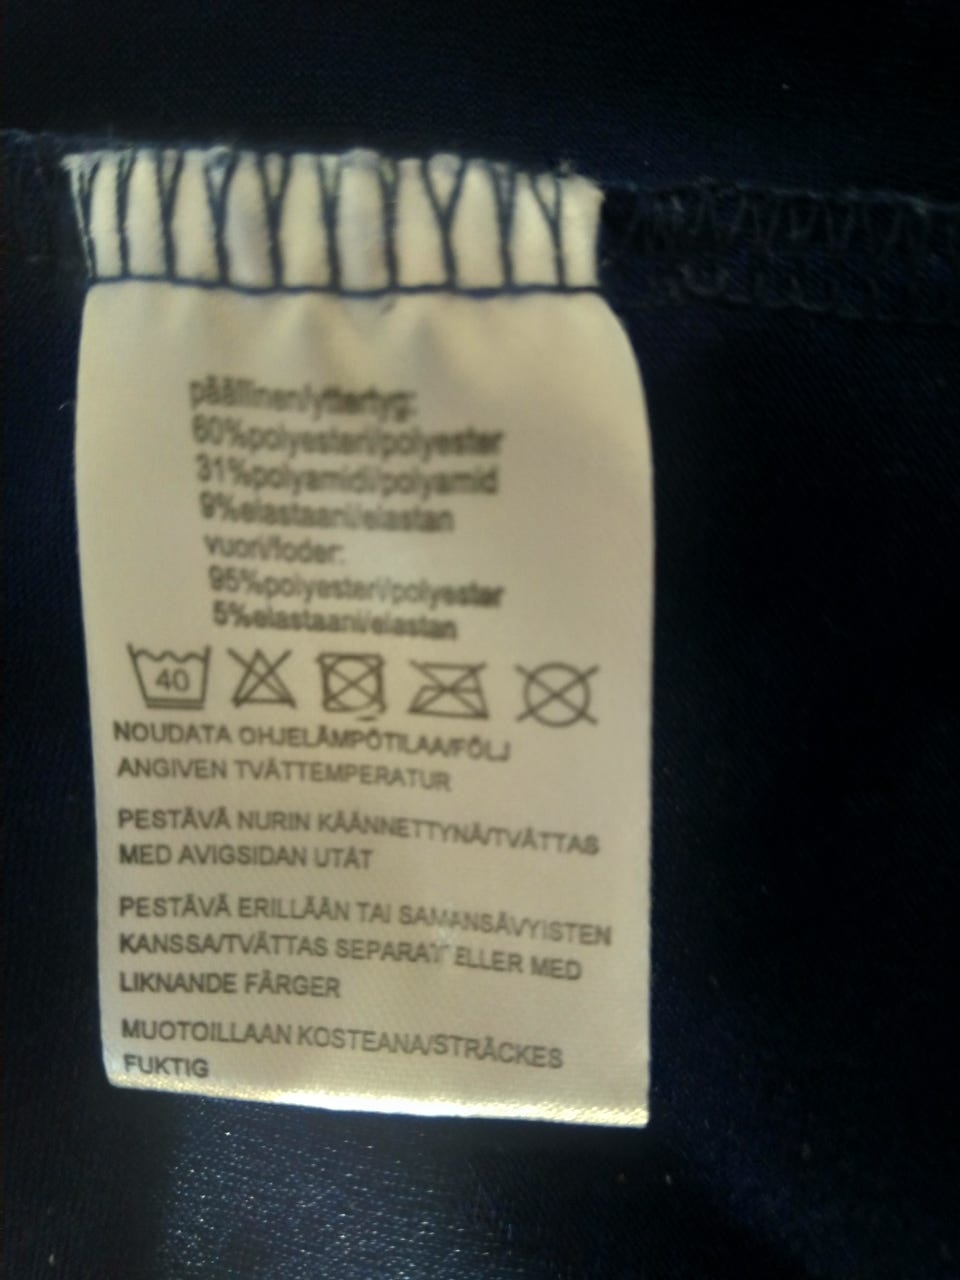 päällinen/yttertyg:
60%polyesteri/polyester
31%polyamidi/polyamid
9%elastaani/elastan
vuori/foder:
95%polyesteri/polyester
5%elastaani/elastan
40
NOUDATA OHJELÄMPÖTILAA/FÖLJ
ANGIVEN TVÄTTEMPERATUR
PESTÄVÄ NURIN KÄÄNNETTYNÄ/TVÄTTAS
MED AVIGSIDAN UTÅT
PESTÄVÄ ERILLÄÄN TAI SAMANSÄVYISTEN
KANSSA/TVÄTTAS SEPARAT ELLER MED
LIKNANDE FÄRGER
MUOTOILLAAN KOSTEANA/STRÄCKES
FUKTIG